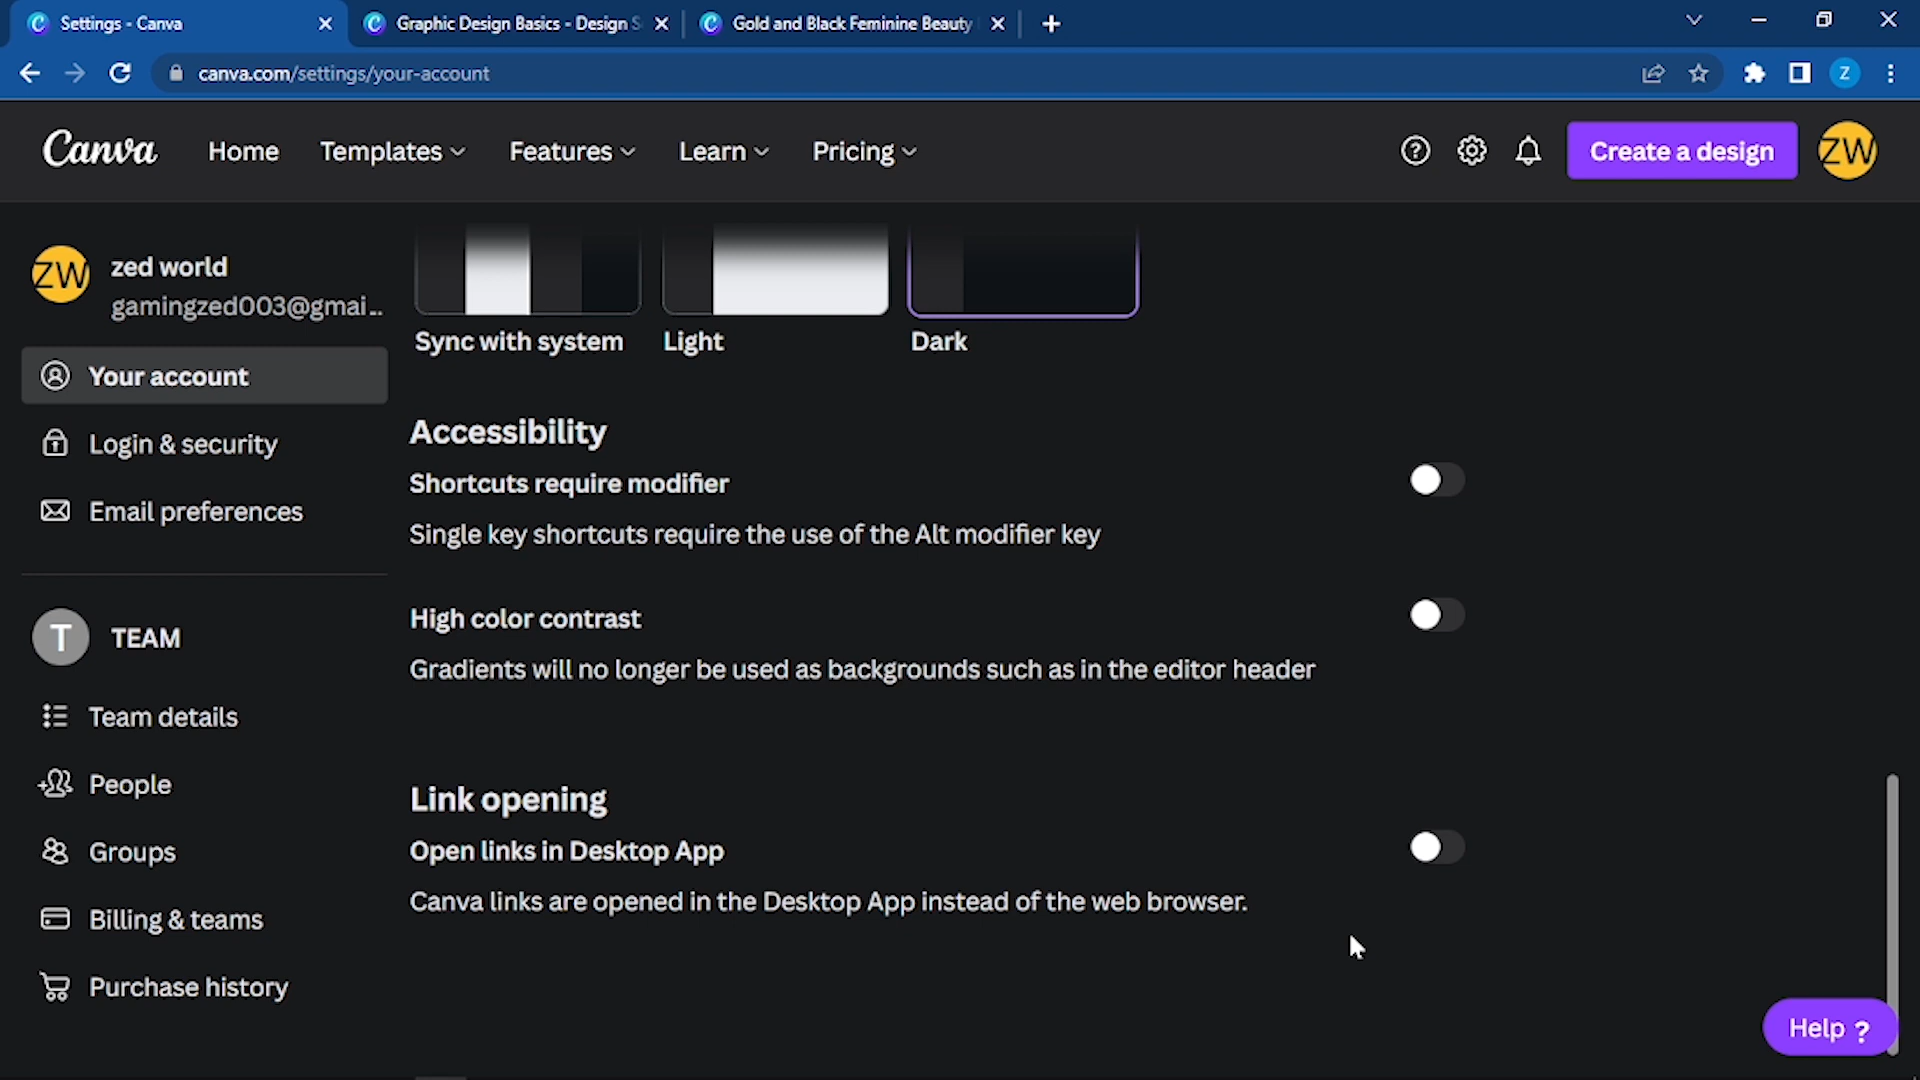 Settings - Canva
Graphic Design Basics - Design S
Gold and Black Feminine Beauty
canva.com/settings/your-account
Z
Canva
Home
Templates
Features
Learn
Pricing
Create a design
ZW
ZW
zed world
gamingzed003@gmai...
Your account
Login & security
Email preferences
T
TEAM
Team details
People
Groups
Billing & teams
Purchase history
Sync with system
Light
Dark
Accessibility
Shortcuts require modifier
Single key shortcuts require the use of the Alt modifier key
High color contrast
Gradients will no longer be used as backgrounds such as in the editor header
Link opening
Open links in Desktop App
Canva links are opened in the Desktop App instead of the web browser.
Help ?